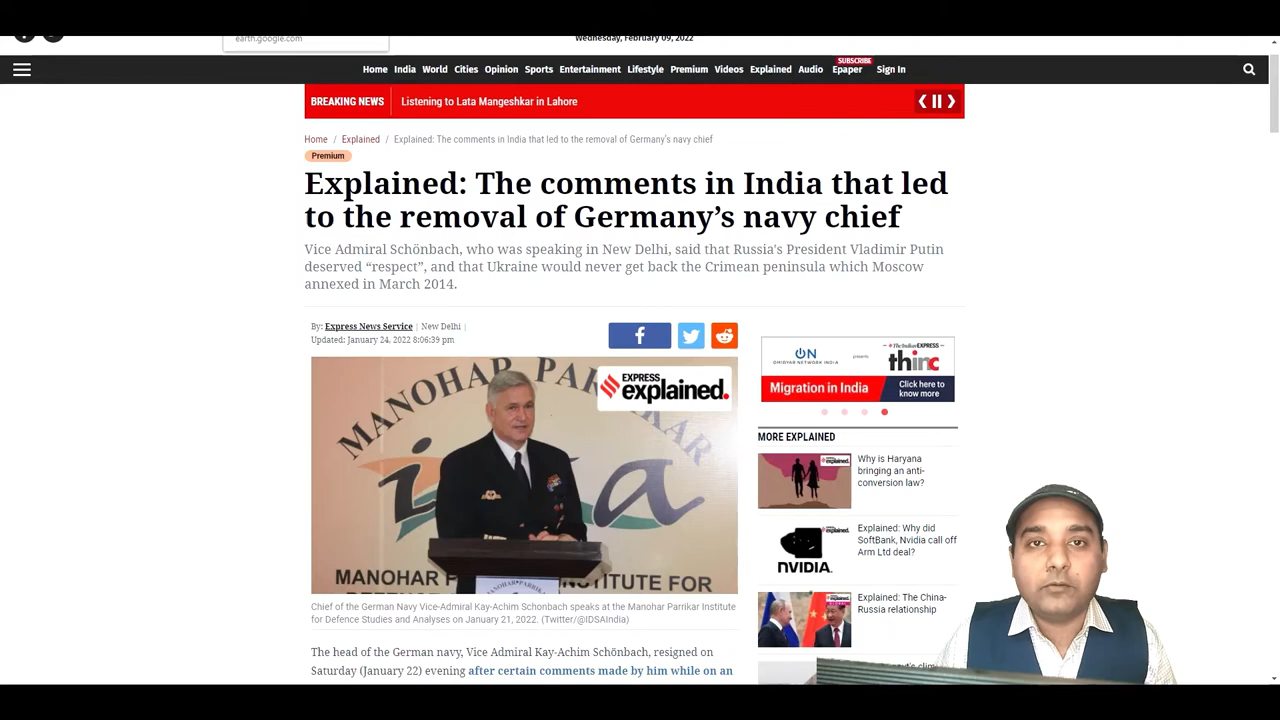 earth.google.com
Wednesday, February 09, 2022
Home India World Cities Opinion Sports Entertainment Lifestyle Premium Videos Explained Audio Epaper Sign In
SUBSCRIBE
BREAKING NEWS Listening to Lata Mangeshkar in Lahore
Home / Explained / Explained: The comments in India that led to the removal of Germany's navy chief
Premium
Explained: The comments in India that led
to the removal of Germany’s navy chief
Vice Admiral Schönbach, who was speaking in New Delhi, said that Russia's President Vladimir Putin
deserved “respect”, and that Ukraine would never get back the Crimean peninsula which Moscow
annexed in March 2014.
By: Express News Service | New Delhi |
Updated: January 24, 2022 8:06:39 pm
MANOHAR PARRIKAR
EXPRESS
explained.
idsa
MANOHAR PARRIKAR INSTITUTE FOR
Chief of the German Navy Vice-Admiral Kay-Achim Schonbach speaks at the Manohar Parrikar Institute
for Defence Studies and Analyses on January 21, 2022. (Twitter/@IDSAIndia)
The head of the German navy, Vice Admiral Kay-Achim Schönbach, resigned on
Saturday (January 22) evening after certain comments made by him while on an
ON
OMIDYAR NETWORK INDIA
presents
The Indian EXPRESS
thinc
Migration in India
Click here to
know more
MORE EXPLAINED
Why is Haryana
bringing an anti-
conversion law?
Explained: Why did
SoftBank, Nvidia call off
Arm Ltd deal?
NVIDIA
Explained: The China-
Russia relationship